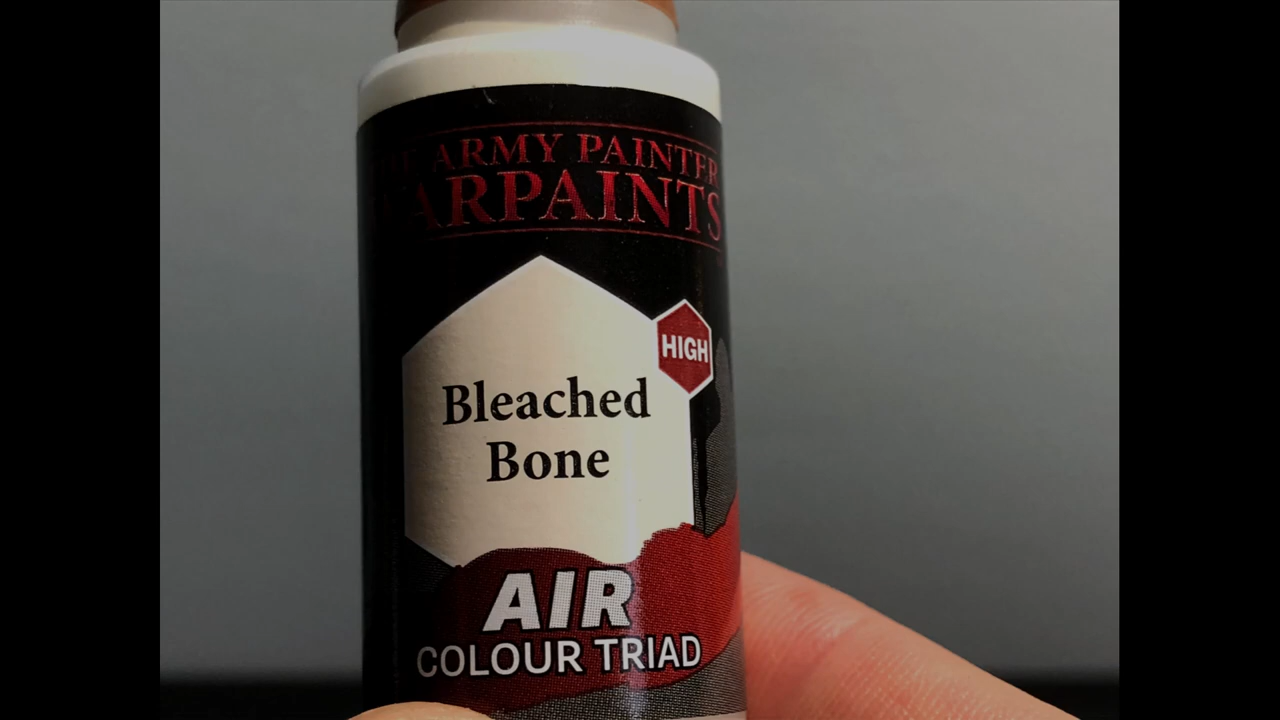 ARMY PAINTER
ARPAINTS
HIGH
Bleached
Bone
AIR
COLOUR TRIAD